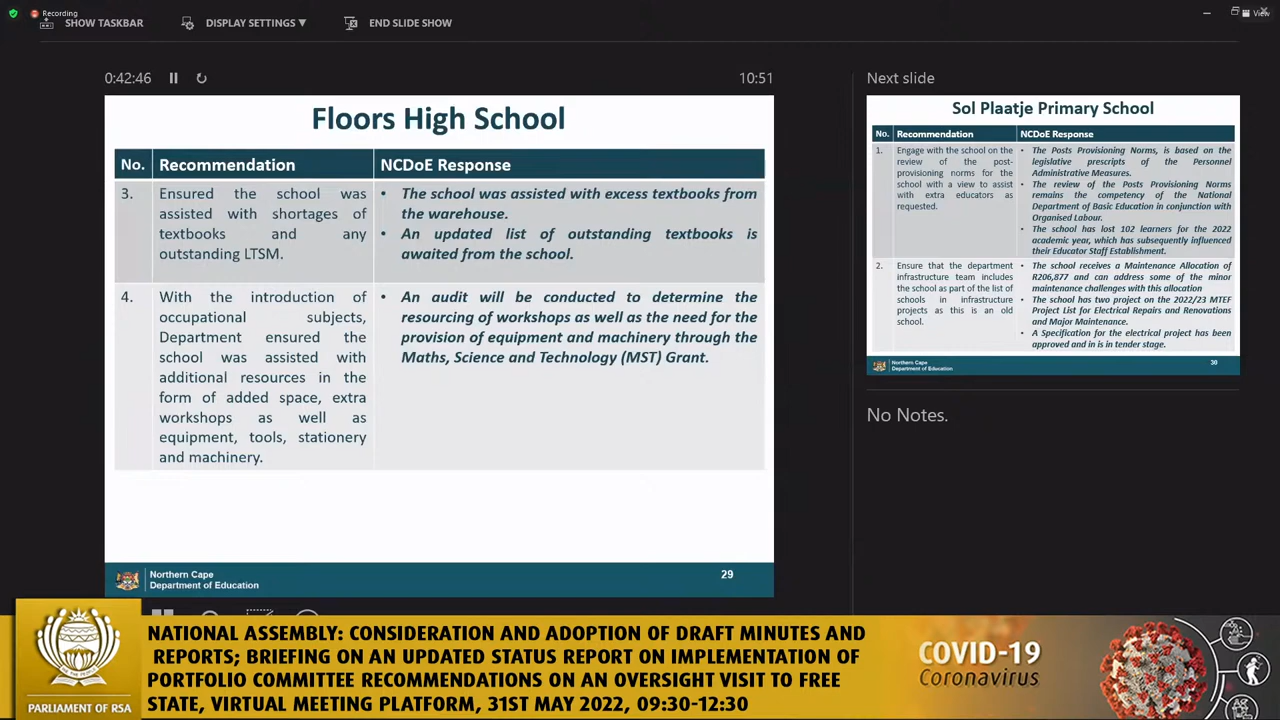 Recording
View
SHOW TASKBAR
DISPLAY SETTINGS ▼
END SLIDE SHOW
0:42:46
10:51
Floors High School
No. Recommendation NCDoE Response
3. Ensured the school was
assisted with shortages of
textbooks and any
outstanding LTSM.
• The school was assisted with excess textbooks from
the warehouse.
• An updated list of outstanding textbooks is
awaited from the school.
4. With the introduction of
occupational subjects,
Department ensured the
school was assisted with
additional resources in the
form of added space, extra
workshops as well as
equipment, tools, stationery
and machinery.
• An audit will be conducted to determine the
resourcing of workshops as well as the need for the
provision of equipment and machinery through the
Maths, Science and Technology (MST) Grant.
Northern Cape
Department of Education
29
Next slide
Sol Plaatje Primary School
No. Recommendation NCDoE Response
1. Engage with the school on the
review of the post-
provisioning norms for the
school with a view to assist
with extra educators as
requested.
• The Posts Provisioning Norms, is based on the
legislative prescripts of the Personnel
Administrative Measures.
• The review of the Posts Provisioning Norms
remains the competency of the National
Department of Basic Education in conjunction with
Organised Labour.
• The school has lost 102 learners for the 2022
academic year, which has subsequently influenced
their Educator Staff Establishment.
2. Ensure that the department
infrastructure team includes
the school as part of the list of
schools in infrastructure
projects as this is an old
school.
• The school receives a Maintenance Allocation of
R206,877 and can address some of the minor
maintenance challenges with this allocation
• The school has two project on the 2022/23 MTEF
Project List for Electrical Repairs and Renovations
and Major Maintenance.
• A Specification for the electrical project has been
approved and in is in tender stage.
Northern Cape
Department of Education
30
No Notes.
PARLIAMENT OF RSA
NATIONAL ASSEMBLY: CONSIDERATION AND ADOPTION OF DRAFT MINUTES AND
REPORTS; BRIEFING ON AN UPDATED STATUS REPORT ON IMPLEMENTATION OF
PORTFOLIO COMMITTEE RECOMMENDATIONS ON AN OVERSIGHT VISIT TO FREE
STATE, VIRTUAL MEETING PLATFORM, 31ST MAY 2022, 09:30-12:30
COVID-19
Coronavirus